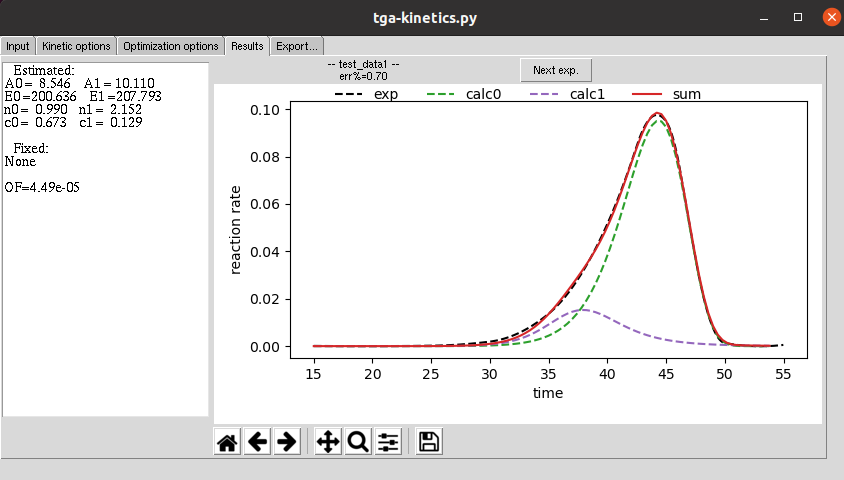 tga-kinetics.py
Input Kinetic options Optimization options Results Export...
Estimated:
A0= 8.546 A1= 10.110
E0=200.636 E1=207.793
n0= 0.990 n1= 2.152
c0= 0.673 c1= 0.129
Fixed:
None
OF=4.49e-05
-- test_data1 --
err%=0.70
Next exp.
exp calc0 calc1 sum
0.10
0.08
0.06
0.04
0.02
0.00
reaction rate
15 20 25 30 35 40 45 50 55
time